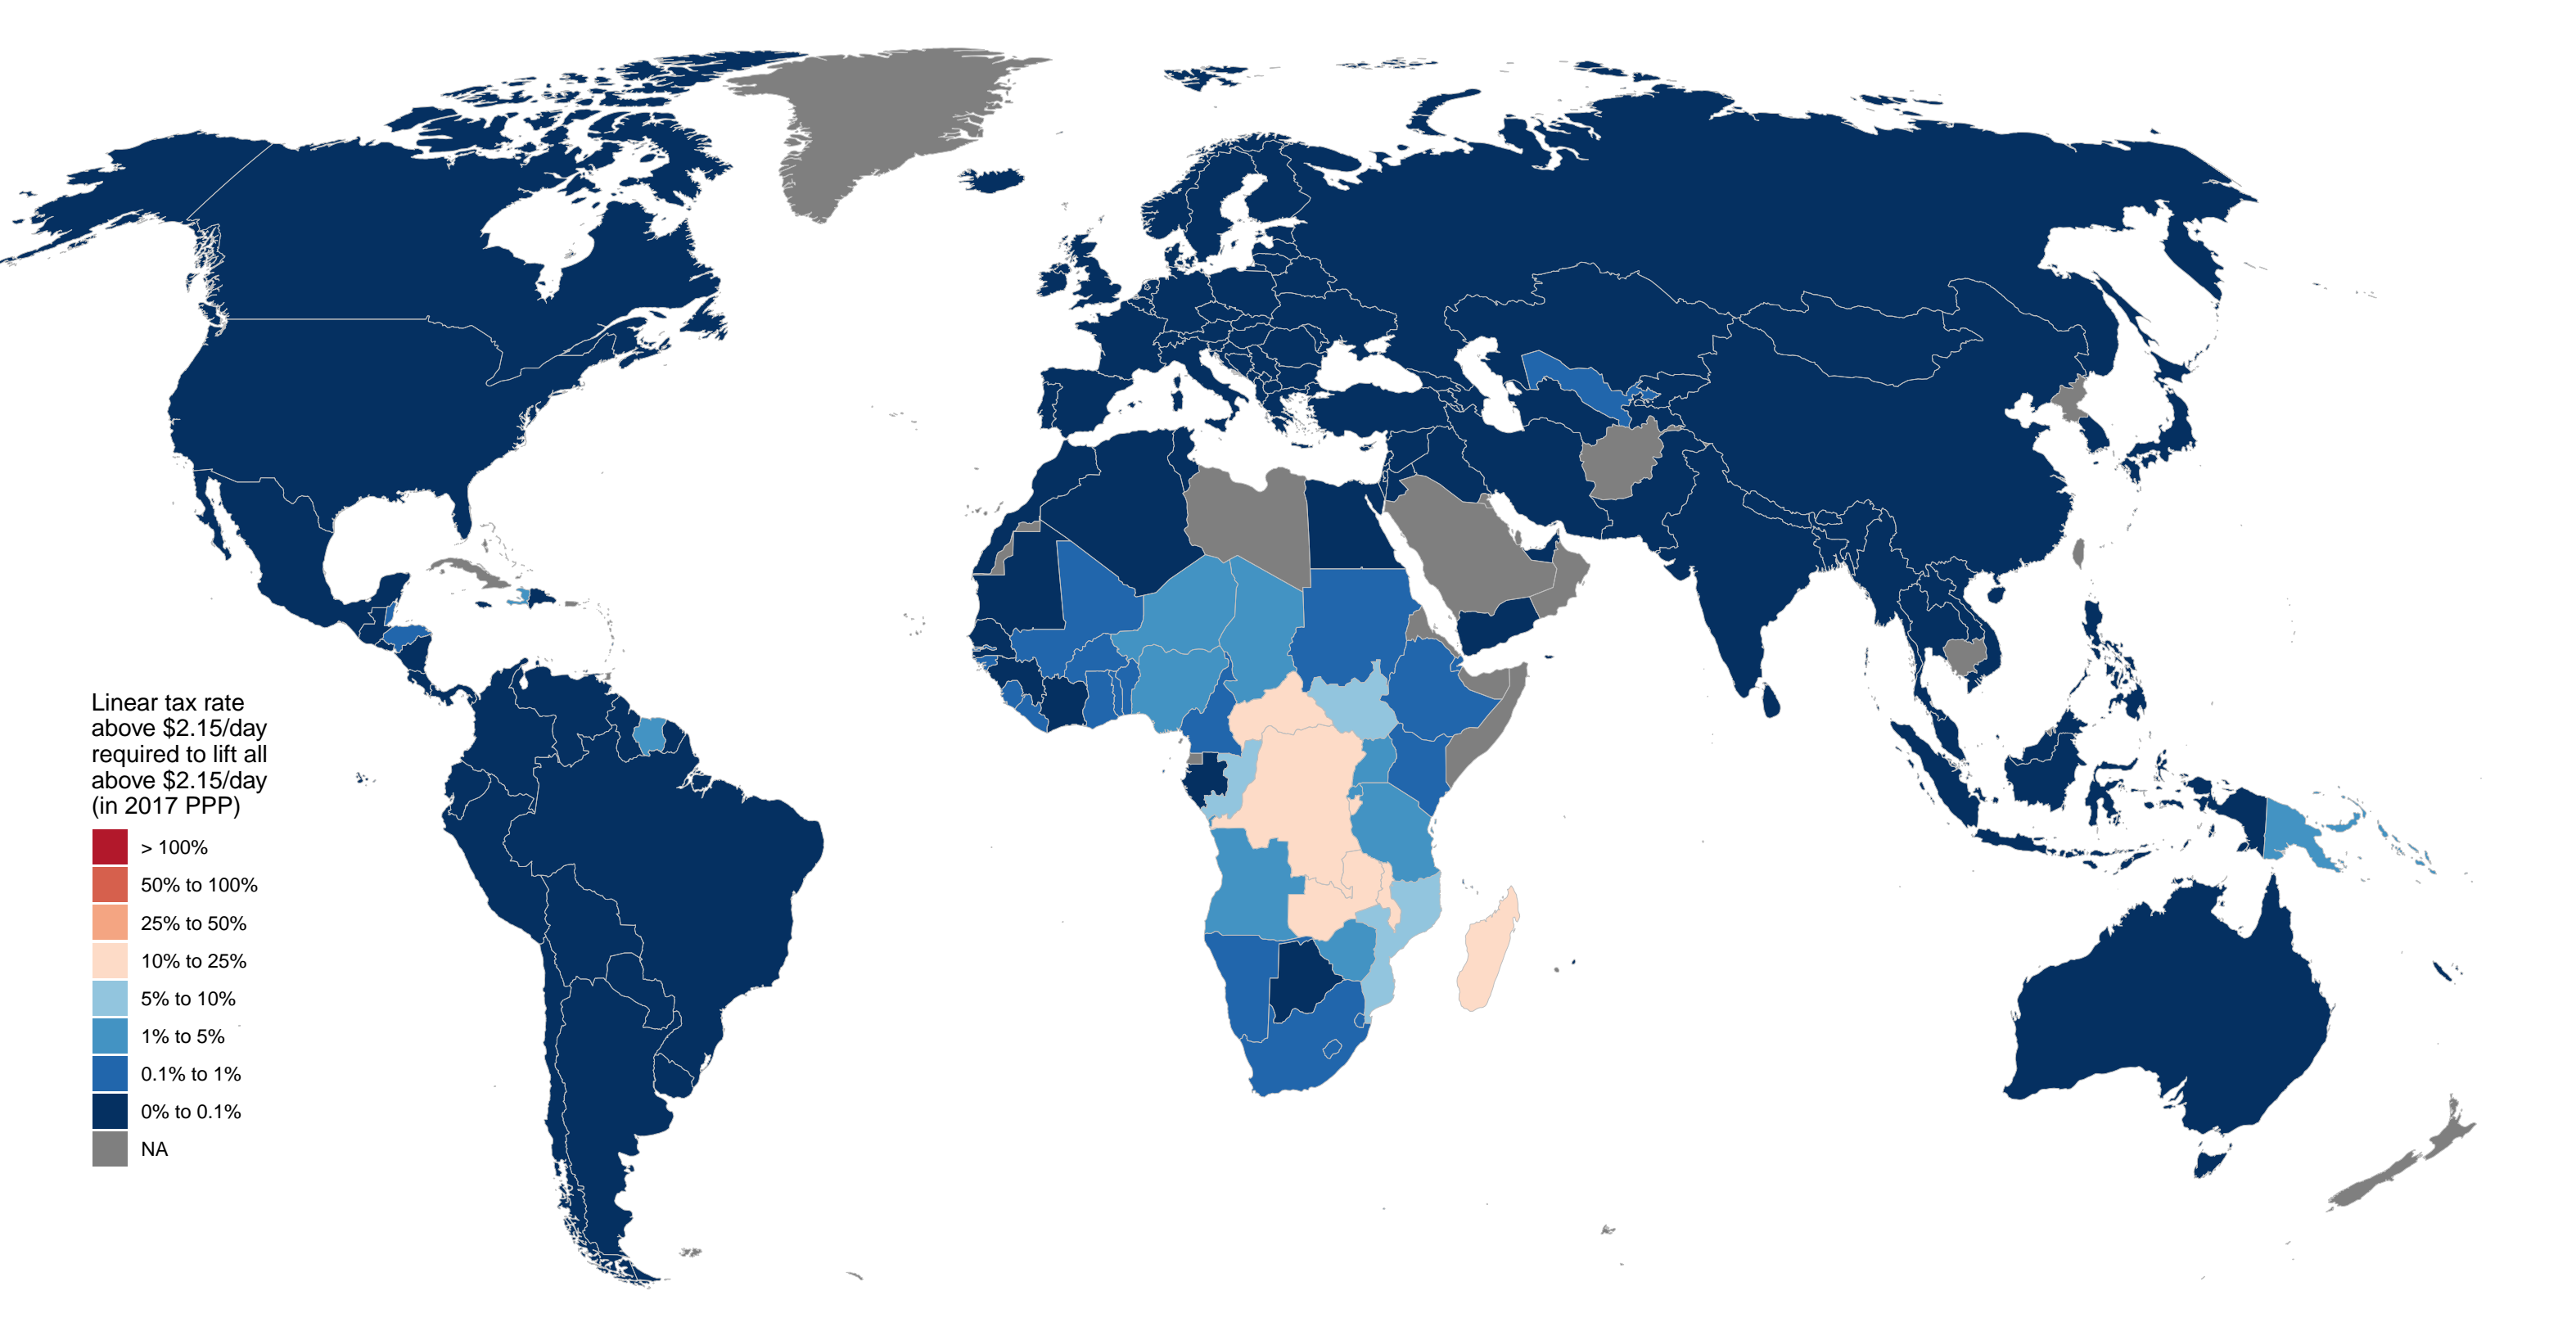 Linear tax rate
above $2.15/day
required to lift all
above $2.15/day
(in 2017 PPP)
> 100%
50% to 100%
25% to 50%
10% to 25%
5% to 10%
1% to 5%
0.1% to 1%
0% to 0.1%
NA